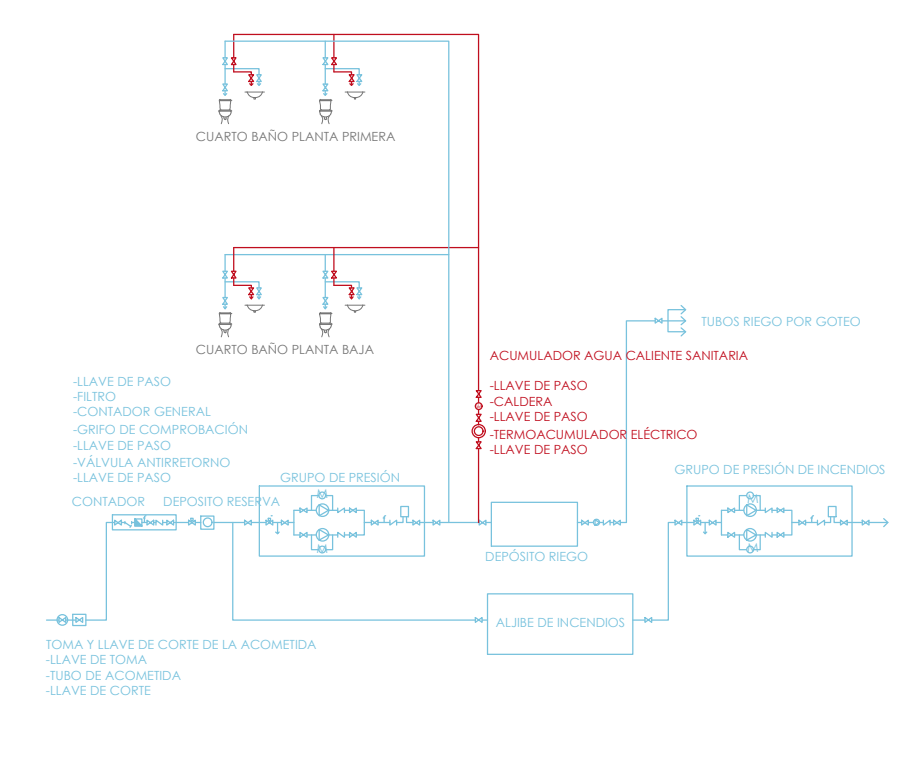 CUARTO BAÑO PLANTA PRIMERA
TUBOS RIEGO POR GOTEO
CUARTO BAÑO PLANTA BAJA
ACUMULADOR AGUA CALIENTE SANITARIA
-LLAVE DE PASO
-CALDERA
-LLAVE DE PASO
-TERMOACUMULADOR ELÉCTRICO
-LLAVE DE PASO
-LLAVE DE PASO
-FILTRO
-CONTADOR GENERAL
-GRIFO DE COMPROBACIÓN
-LLAVE DE PASO
-VÁLVULA ANTIRRETORNO
-LLAVE DE PASO
GRUPO DE PRESIÓN
GRUPO DE PRESIÓN DE INCENDIOS
CONTADOR
DEPOSITO RESERVA
DEPÓSITO RIEGO
ALJIBE DE INCENDIOS
TOMA Y LLAVE DE CORTE DE LA ACOMETIDA
-LLAVE DE TOMA
-TUBO DE ACOMETIDA
-LLAVE DE CORTE